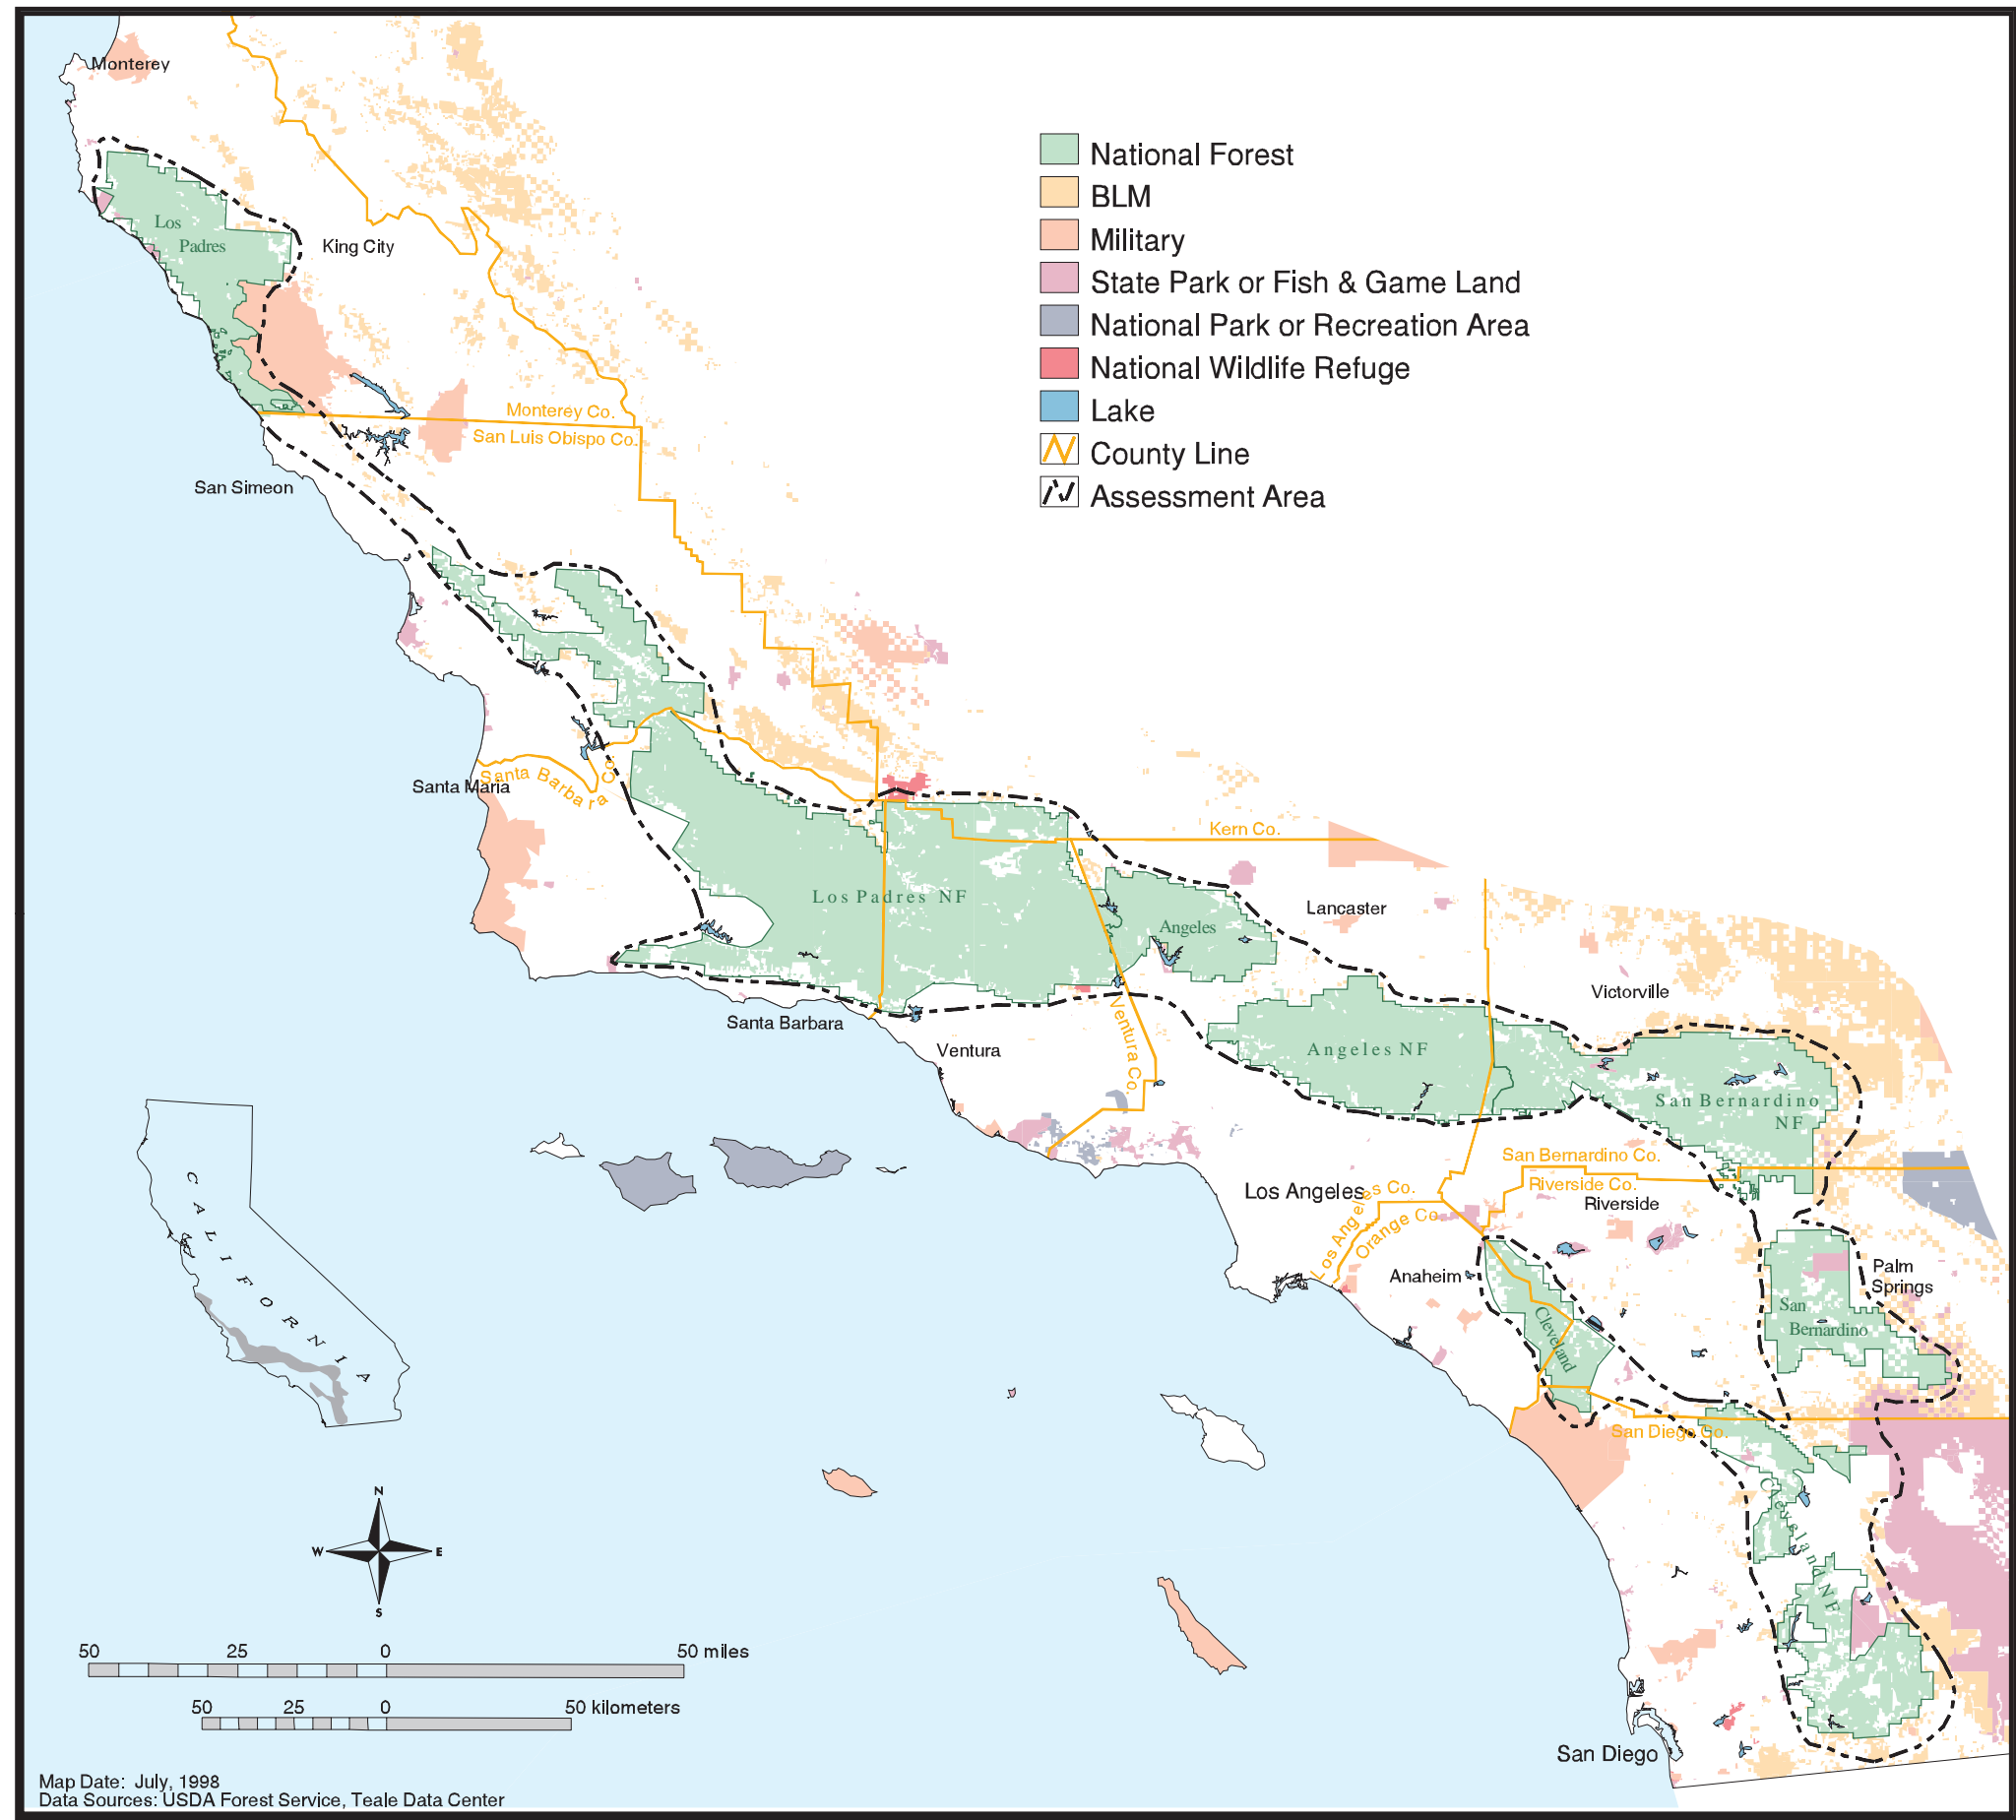 Monterey
Los
Padres
King City
National Forest
BLM
Military
State Park or Fish & Game Land
National Park or Recreation Area
National Wildlife Refuge
Lake
County Line
Assessment Area
Monterey Co.
San Luis Obispo Co.
San Simeon
Santa Maria
Santa Barbara Co.
Kern Co.
Los Padres NF
Angeles
Lancaster
Victorville
Santa Barbara
Ventura
Ventura Co.
Angeles NF
San Bernardino
NF
San Bernardino Co.
Riverside Co.
Riverside
Los Angeles
Los Angeles Co.
Orange Co.
Anaheim
Palm
Springs
San
Bernardino
Cleveland
San Diego Co.
Cleveland NF
San Diego
CALIFORNIA
N
W E
S
50 25 0 50 miles
50 25 0 50 kilometers
Map Date: July, 1998
Data Sources: USDA Forest Service, Teale Data Center